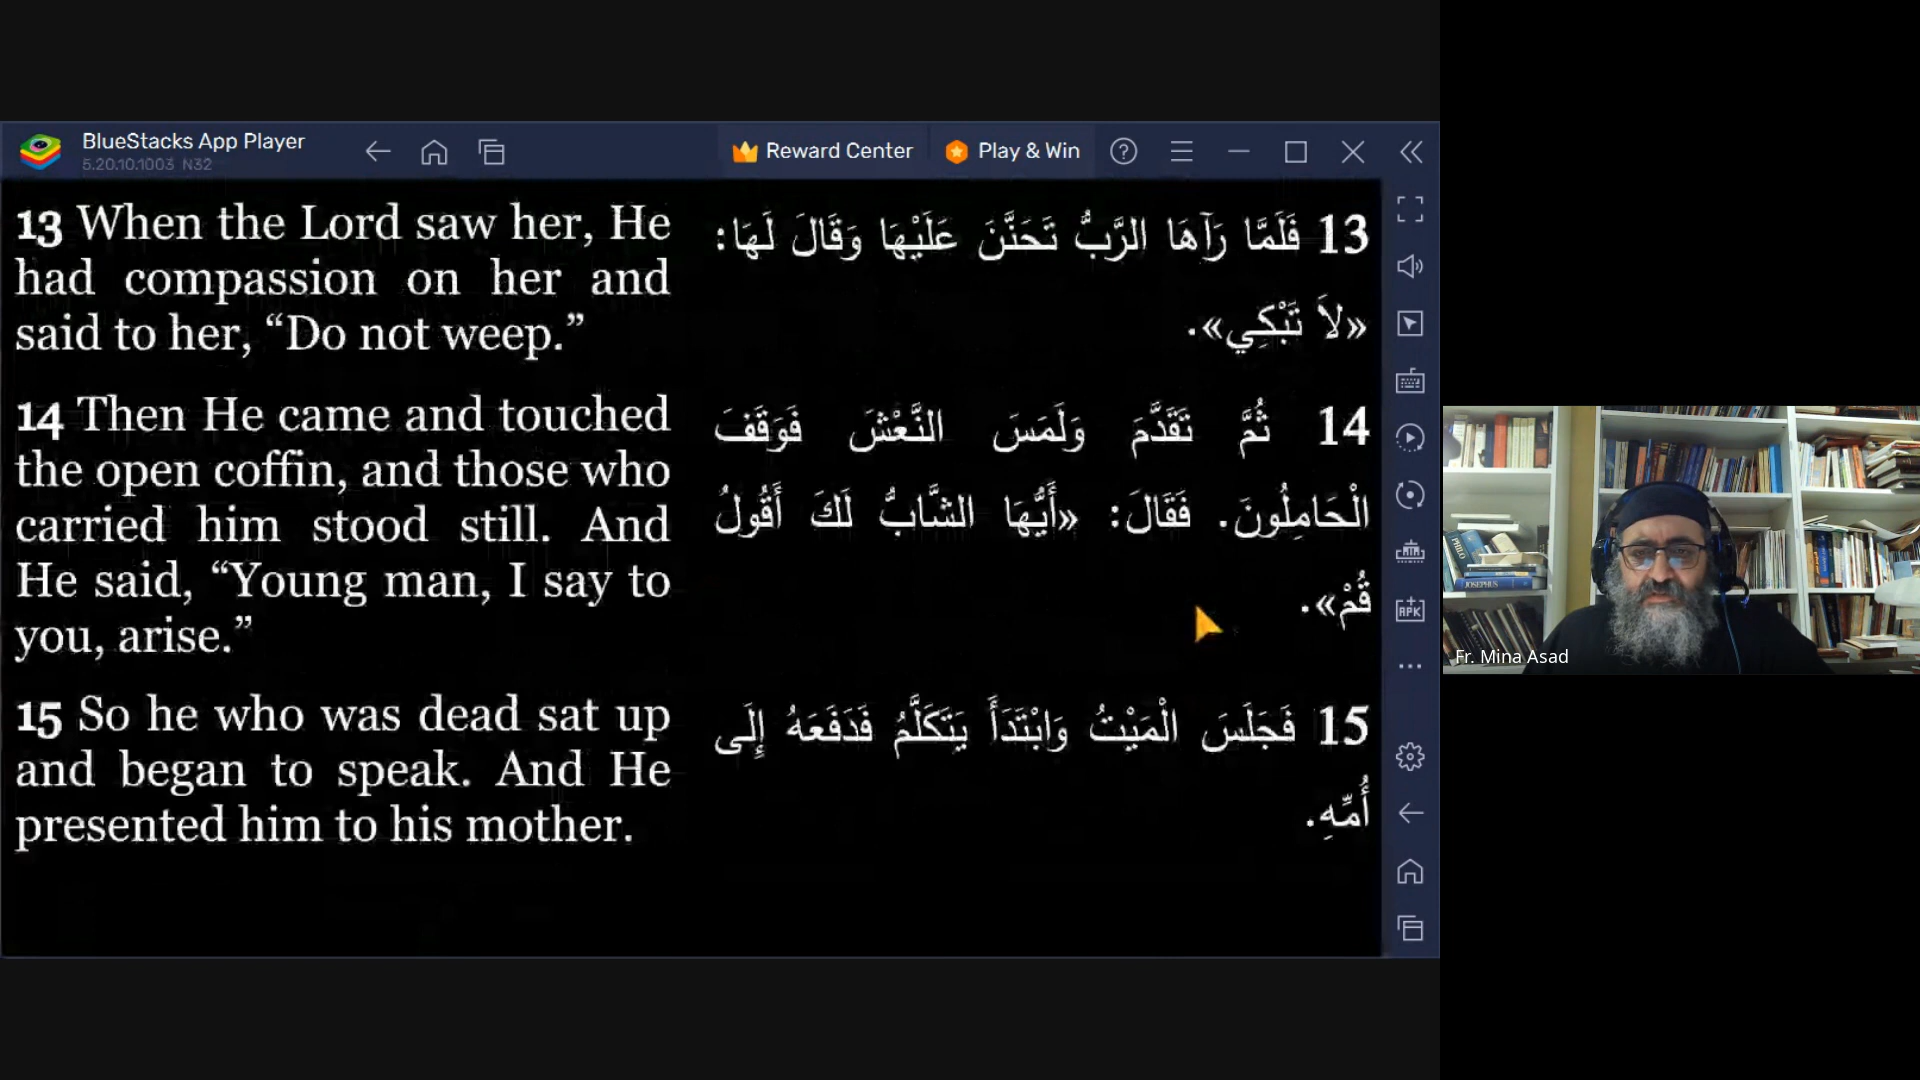 BlueStacks App Player
5.20.10.1003 N32
Reward Center
Play & Win
13 When the Lord saw her, He
had compassion on her and
said to her, “Do not weep.”
14 Then He came and touched
the open coffin, and those who
carried him stood still. And
He said, “Young man, I say to
you, arise.”
15 So he who was dead sat up
and began to speak. And He
presented him to his mother.
13 فَلَمَّا رَآهَا الرَّبُّ تَحَنَّنَ عَلَيْهَا وَقَالَ لَهَا:
«لاَ تَبْكِي».
14 ثُمَّ تَقَدَّمَ وَلَمَسَ النَّعْشَ فَوَقَفَ
الْحَامِلُونَ. فَقَالَ: «أَيُّهَا الشَّابُّ لَكَ أَقُولُ
قُمْ».
15 فَجَلَسَ الْمَيْتُ وَابْتَدَأَ يَتَكَلَّمُ فَدَفَعَهُ إِلَى
أُمِّهِ.
APK
PHILO
JOSEPHUS
Fr. Mina Asad